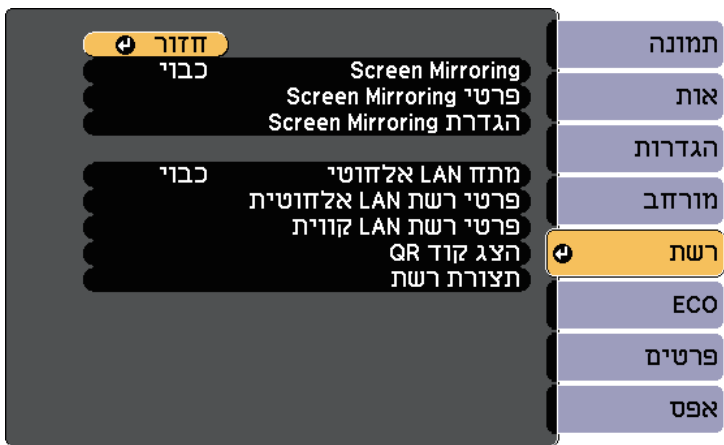 תמונה
אות
הגדרות
מורחב
רשת
ECO
פרטים
אפס
חזור
Screen Mirroring כבוי
פרטי Screen Mirroring
הגדרת Screen Mirroring
מתח LAN אלחוטי כבוי
פרטי רשת LAN אלחוטית
פרטי רשת LAN קווית
הצג קוד QR
תצורת רשת